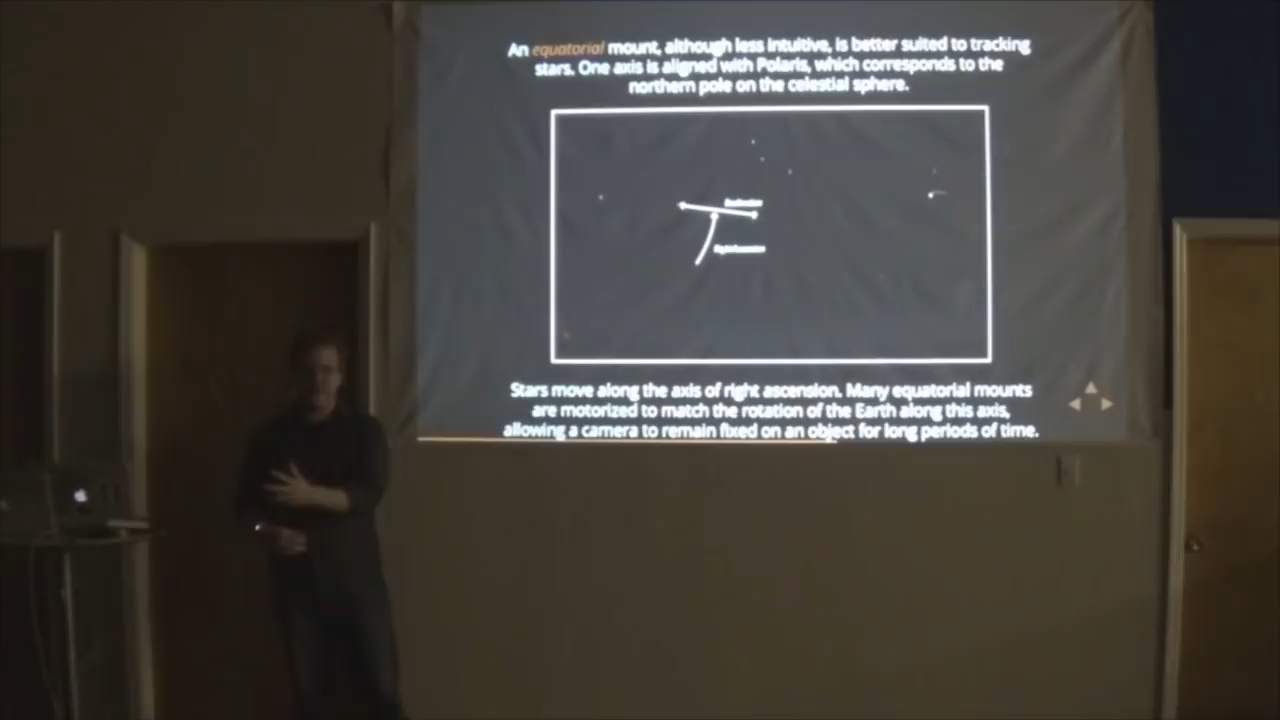 An equatorial mount, although less intuitive, is better suited to tracking
stars. One axis is aligned with Polaris, which corresponds to the
northern pole on the celestial sphere.
Declination
Right Ascension
Stars move along the axis of right ascension. Many equatorial mounts
are motorized to match the rotation of the Earth along this axis,
allowing a camera to remain fixed on an object for long periods of time.